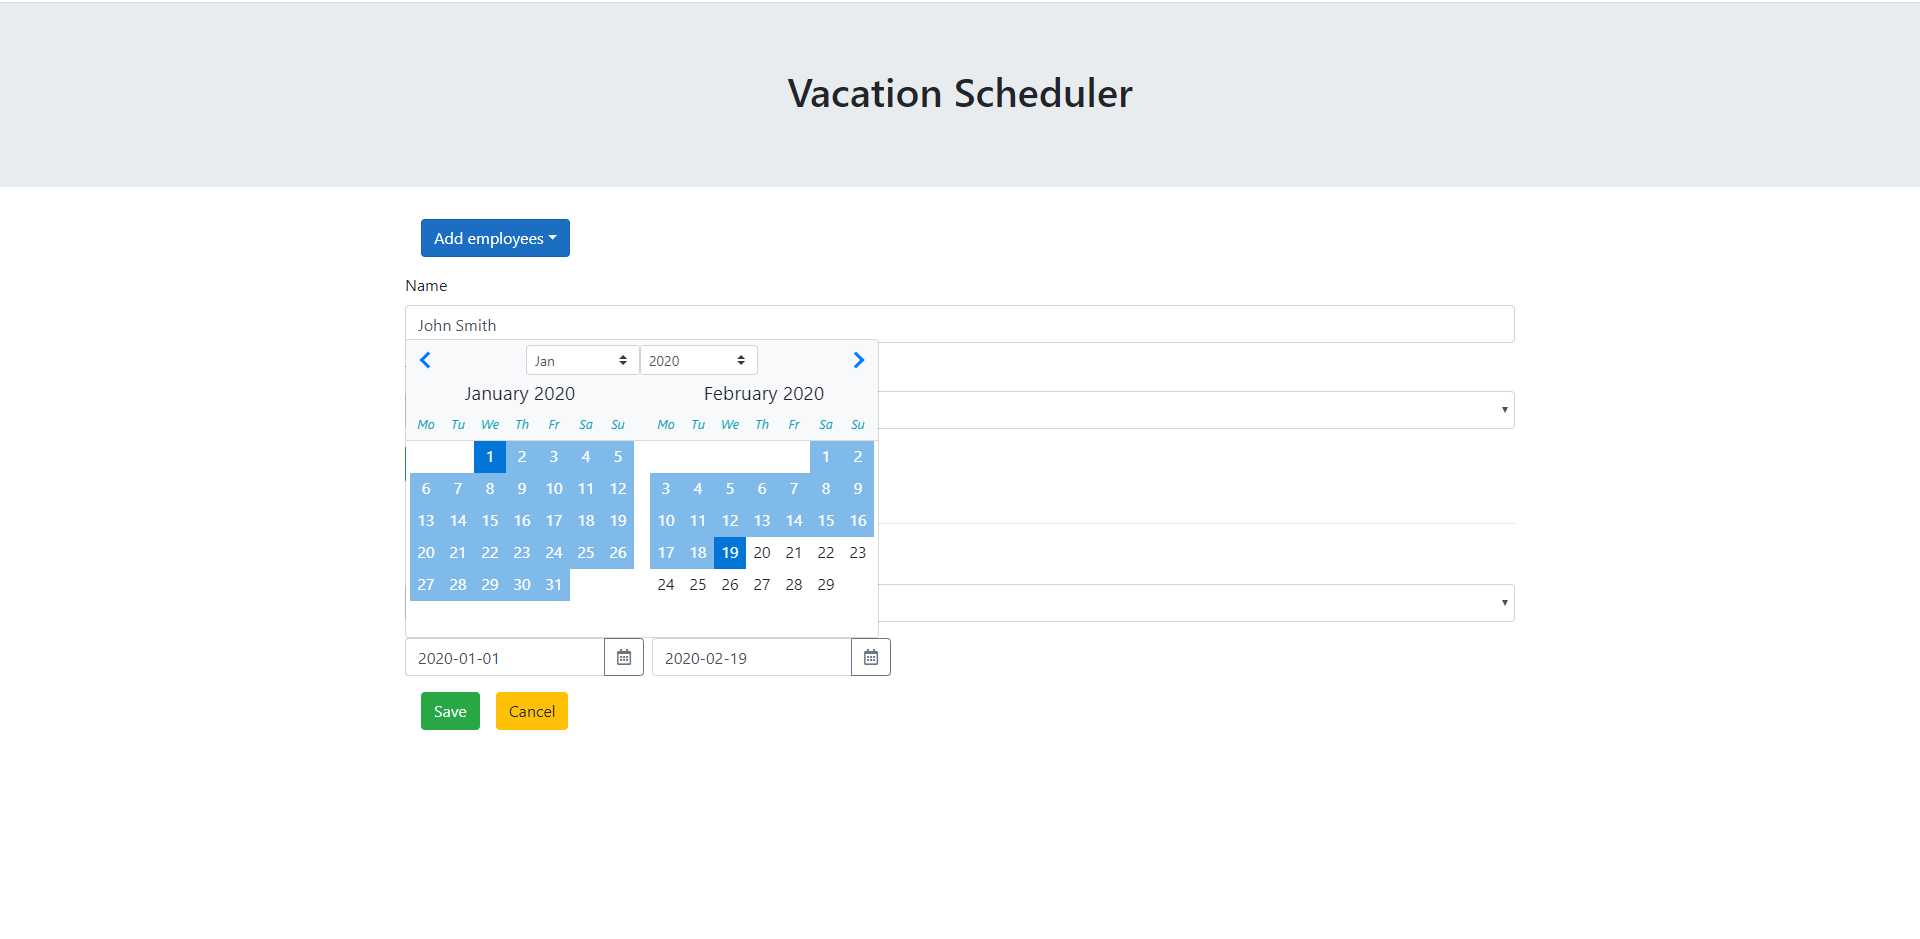 Vacation Scheduler
Add employees
Name
John Smith
Jan 2020
January 2020 February 2020
Mo Tu We Th Fr Sa Su Mo Tu We Th Fr Sa Su
1 2 3 4 5 1 2
6 7 8 9 10 11 12 3 4 5 6 7 8 9
13 14 15 16 17 18 19 10 11 12 13 14 15 16
20 21 22 23 24 25 26 17 18 19 20 21 22 23
27 28 29 30 31 24 25 26 27 28 29
2020-01-01 2020-02-19
Save Cancel